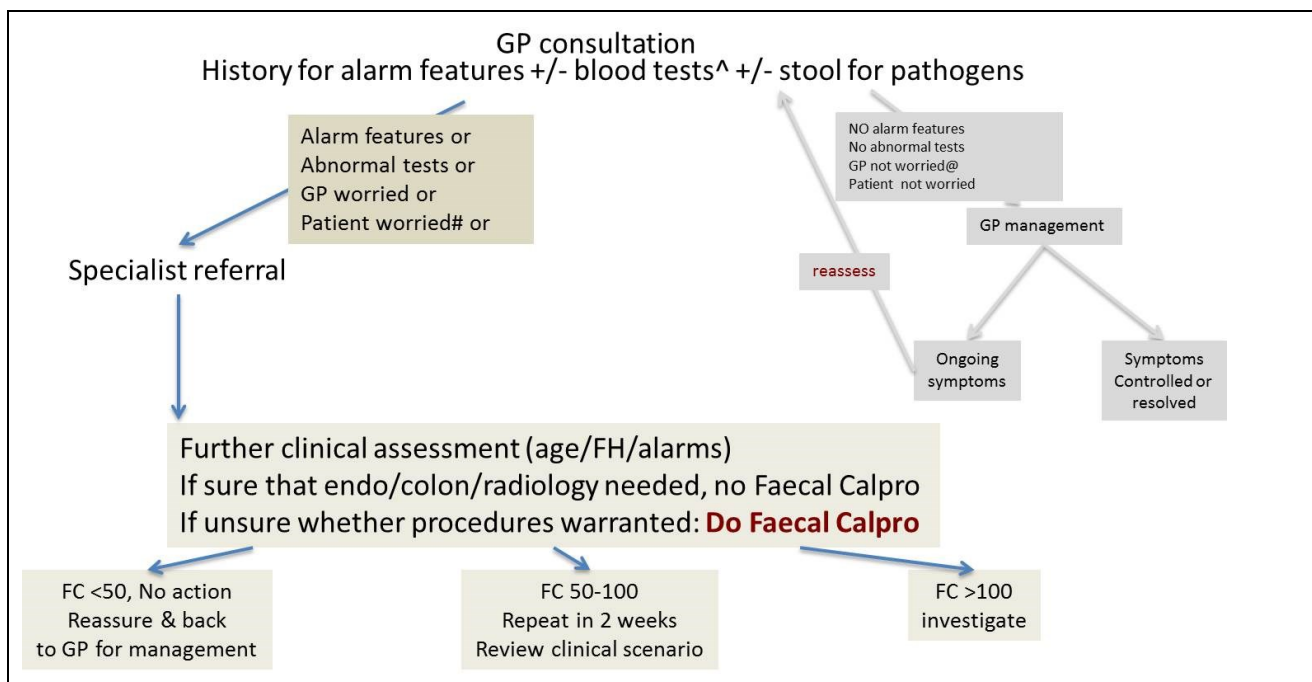 GP consultation
History for alarm features +/- blood tests^ +/- stool for pathogens
Alarm features or
Abnormal tests or
GP worried or
Patient worried# or
NO alarm features
No abnormal tests
GP not worried@
Patient not worried
GP management
Specialist referral
reassess
Ongoing
symptoms
Symptoms
Controlled or
resolved
Further clinical assessment (age/FH/alarms)
If sure that endo/colon/radiology needed, no Faecal Calpro
If unsure whether procedures warranted: Do Faecal Calpro
FC <50, No action
Reassure & back
to GP for management
FC 50-100
Repeat in 2 weeks
Review clinical scenario
FC >100
investigate